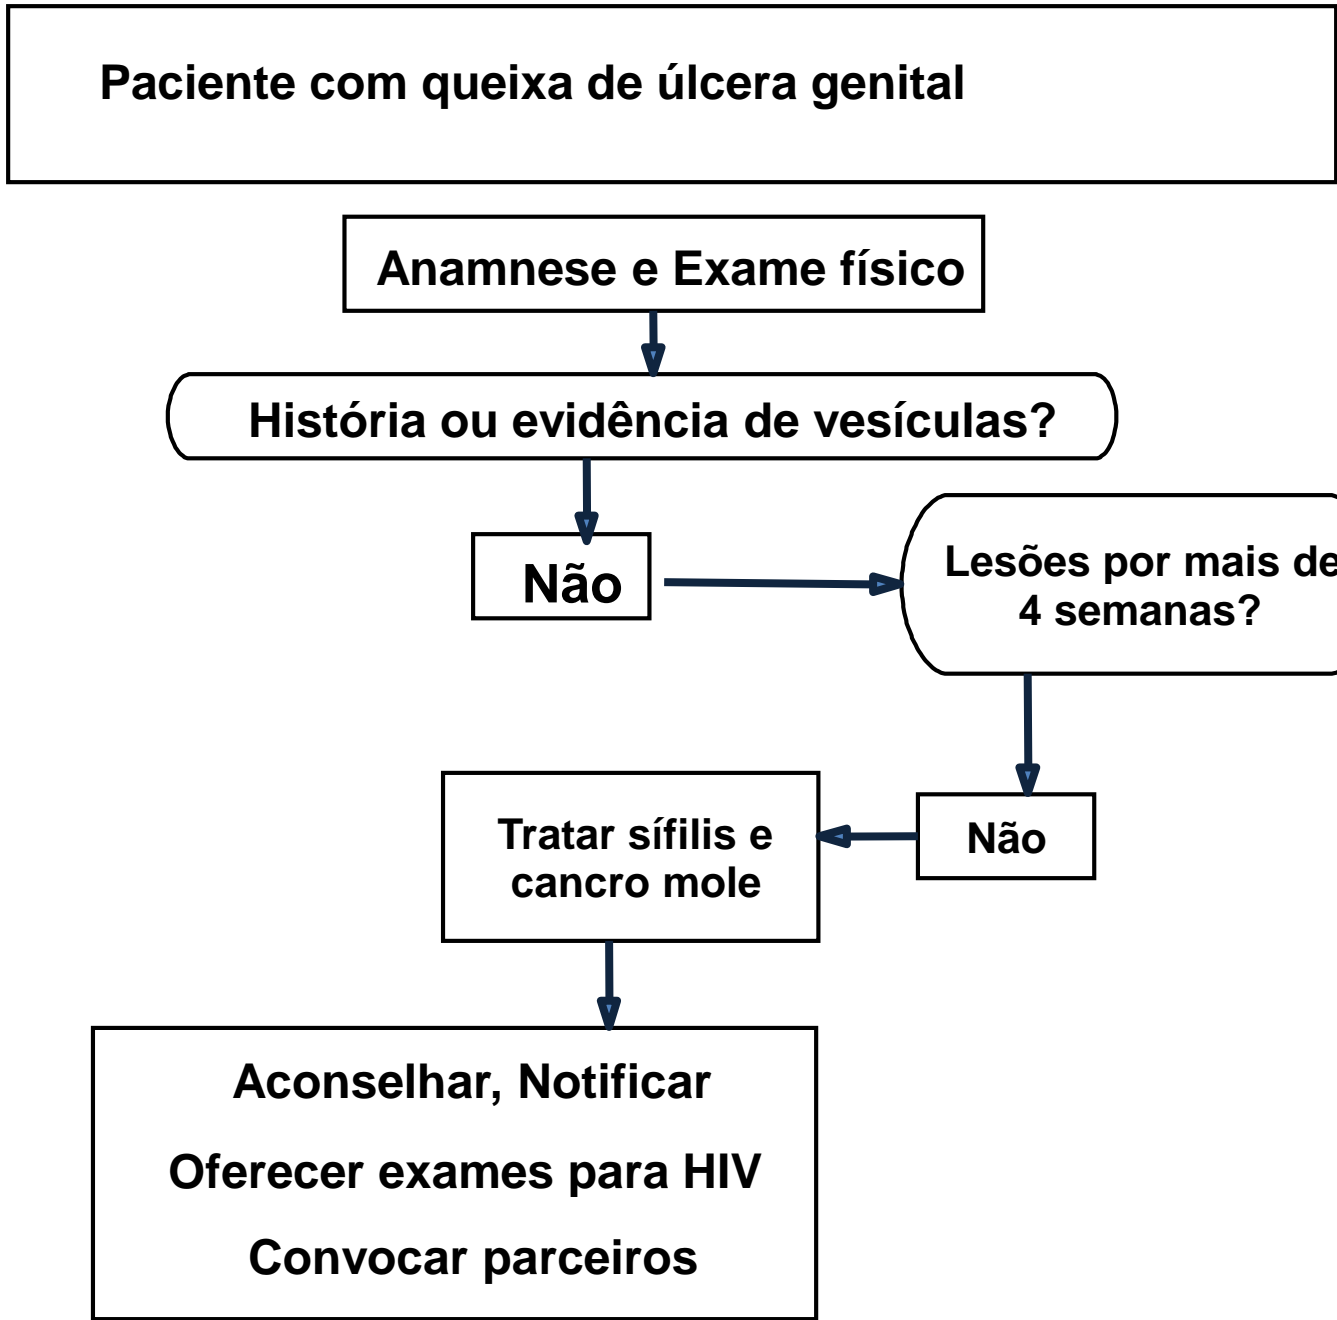 Paciente com queixa de úlcera genital
Anamnese e Exame físico
História ou evidência de vesículas?
Não
Lesões por mais de
4 semanas?
Não
Tratar sífilis e
cancro mole
Aconselhar, Notificar
Oferecer exames para HIV
Convocar parceiros